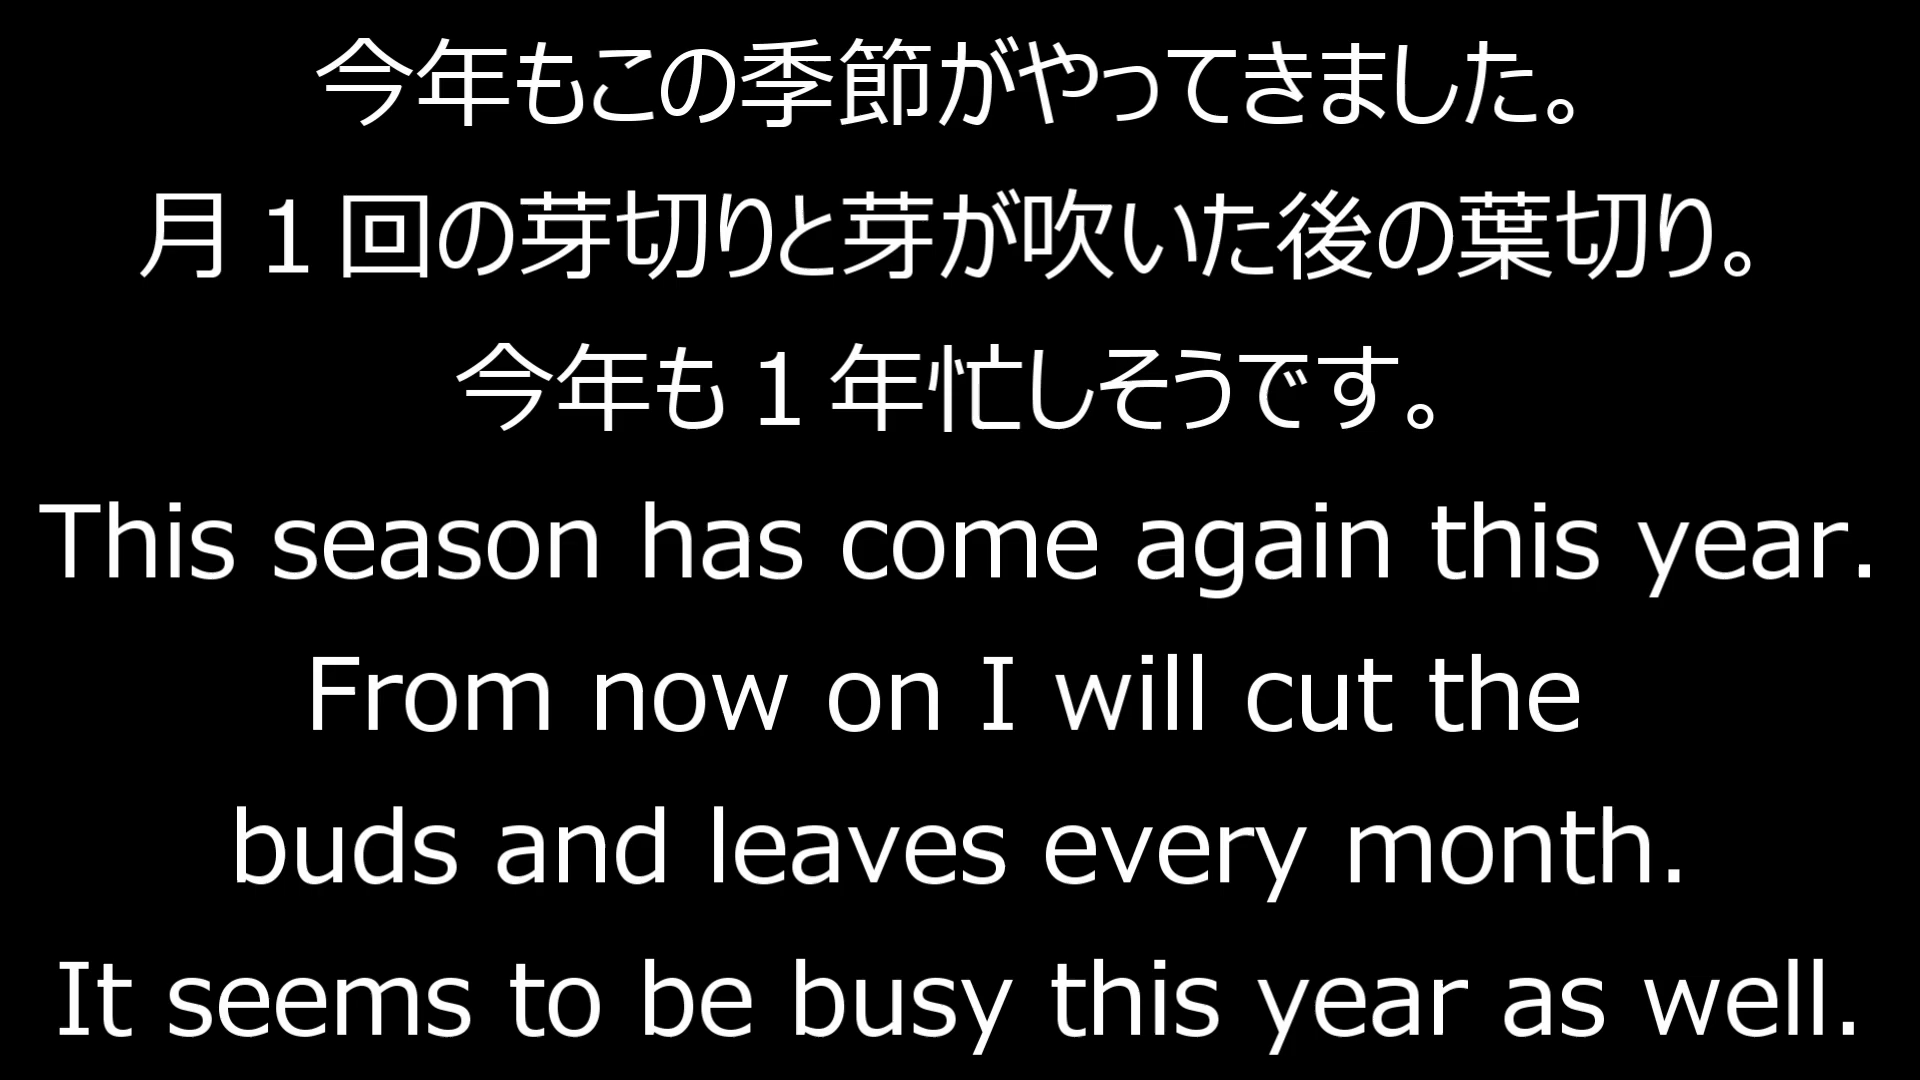 今年もこの季節がやってきました。
月1回の芽切りと芽が吹いた後の葉切り。
今年も1年忙しそうです。
This season has come again this year.
From now on I will cut the
buds and leaves every month.
It seems to be busy this year as well.